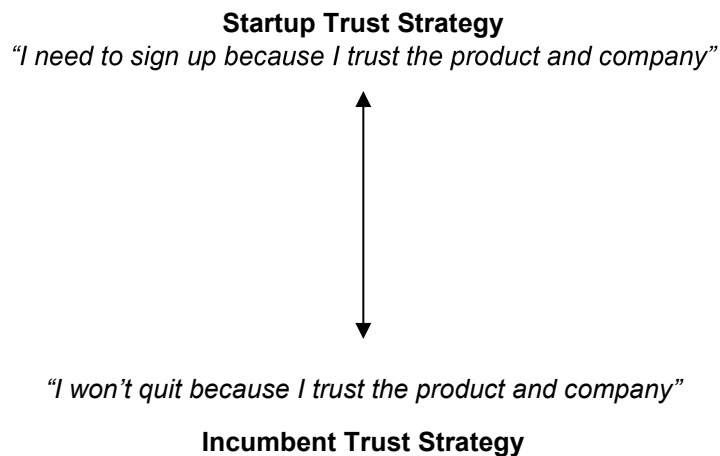 Startup Trust Strategy
“I need to sign up because I trust the product and company”
“I won’t quit because I trust the product and company”
Incumbent Trust Strategy